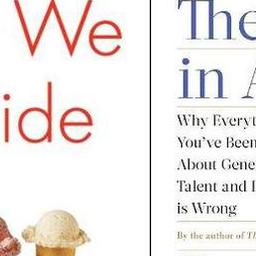 We
ide
The
in A
Why Everyt
You've Been
About Gene
Talent and I
is Wrong
By the author of Th